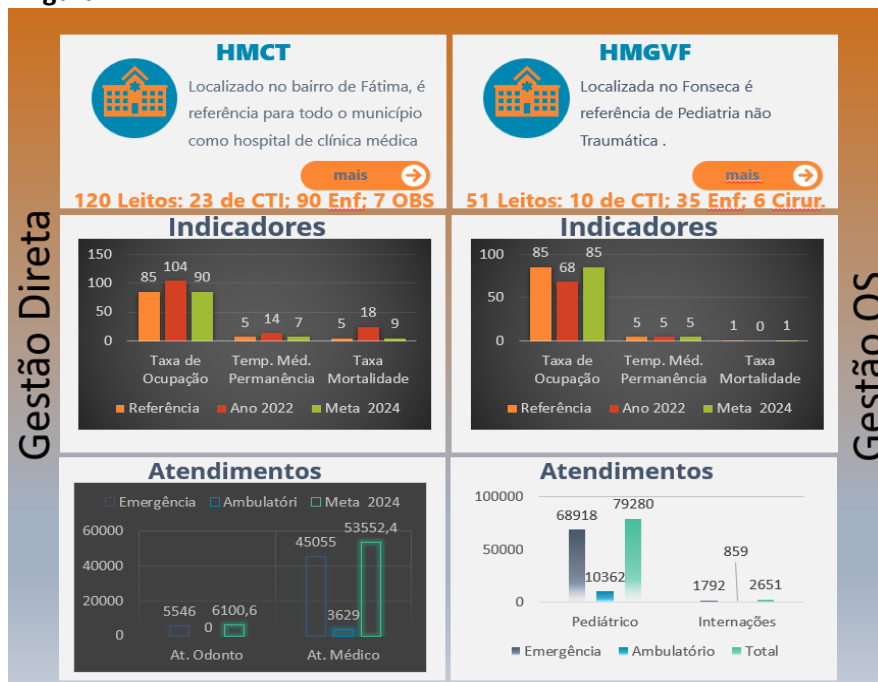 Gestão Direta
HMCT
Localizado no bairro de Fátima, é
referência para todo o município
como hospital de clínica médica
mais
120 Leitos: 23 de CTI; 90 Enf; 7 OBS
Indicadores
150
100
50
0
85 104 90
5 14 7
5 18 9
Taxa de Ocupação
Temp. Méd. Permanência
Taxa Mortalidade
Referência Ano 2022 Meta 2024
Atendimentos
Emergência Ambulatóri Meta 2024
60000
40000
20000
0
5546 0 6100,6
45055 3629 53552,4
At. Odonto At. Médico
HMGVF
Localizada no Fonseca é
referência de Pediatria não
Traumática .
mais
51 Leitos: 10 de CTI; 35 Enf; 6 Cirur.
Indicadores
100
50
0
85 68 85
5 5 5
1 0 1
Taxa de Ocupação
Temp. Méd. Permanência
Taxa Mortalidade
Referência Ano 2022 Meta 2024
Atendimentos
100000
50000
0
68918 10362 79280
1792 859 2651
Pediátrico Internações
Emergência Ambulatório Total
Gestão OS